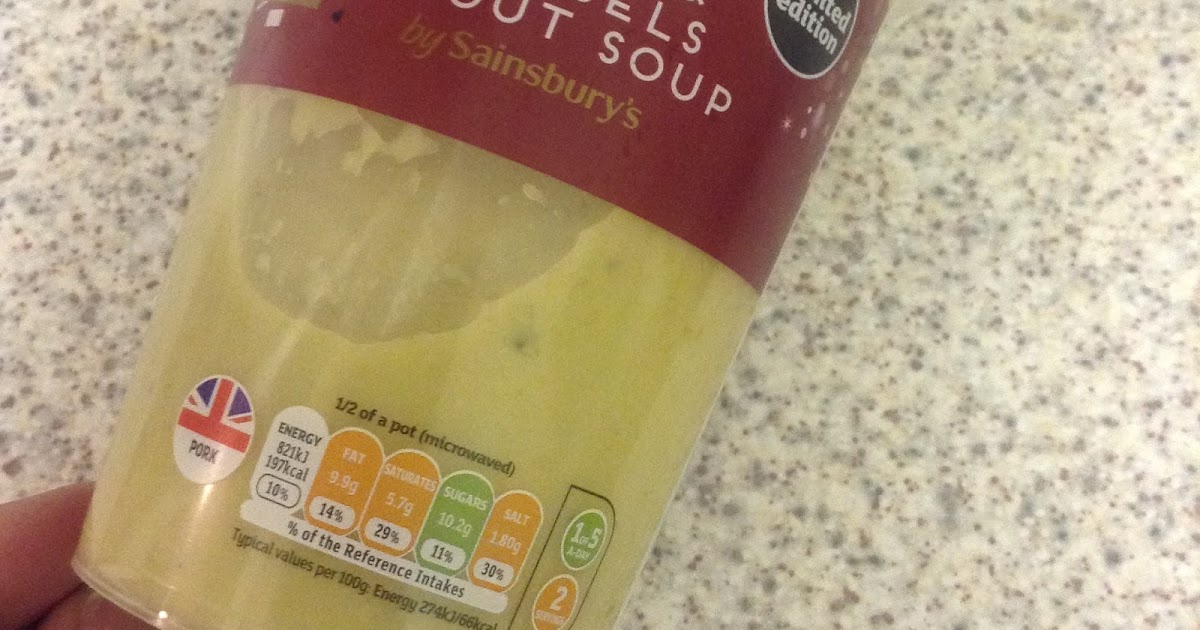 ELS
OUT SOUP
by Sainsbury's
edition
PORK
1/2 of a pot (microwaved)
ENERGY
821kJ
197kcal
10%
FAT
9.9g
14%
SATURATES
5.7g
29%
SUGARS
10.2g
11%
SALT
1.80g
30%
% of the Reference Intakes
Typical values per 100g: Energy 274kJ/66kcal
1 OF 5
A-DAY
2